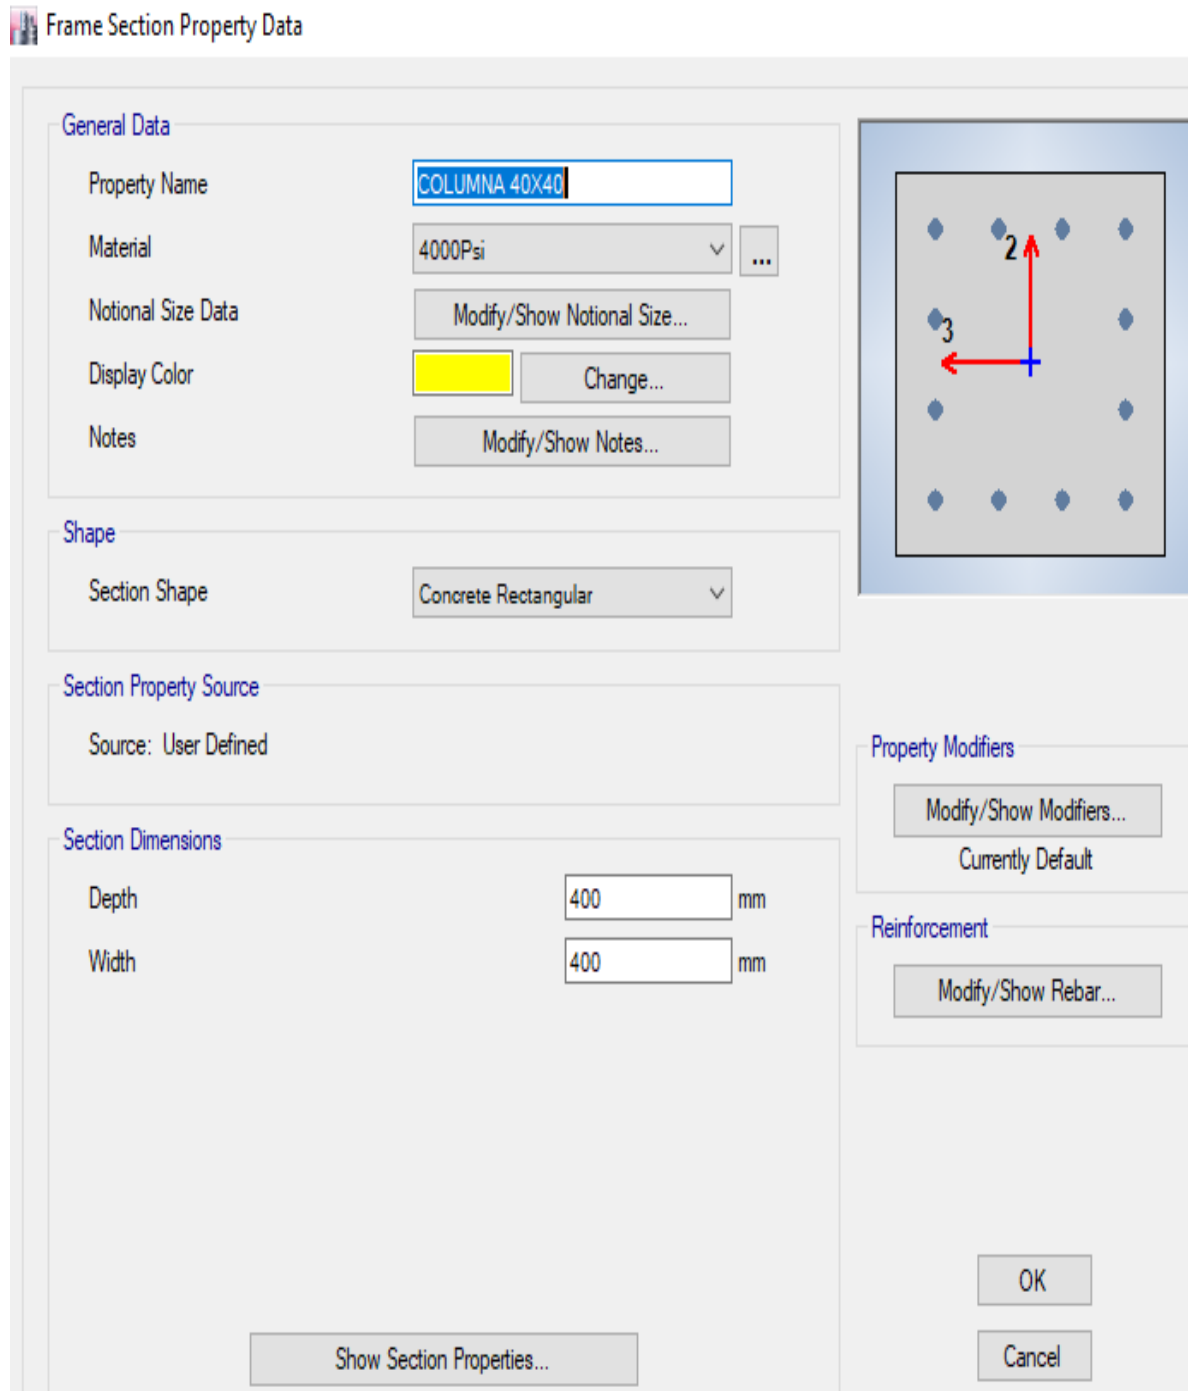 Frame Section Property Data
General Data
Property Name
COLUMNA 40X40
Material
4000Psi
...
Notional Size Data
Modify/Show Notional Size...
Display Color
Change...
Notes
Modify/Show Notes...
2
3
Shape
Section Shape
Concrete Rectangular
Section Property Source
Source: User Defined
Property Modifiers
Modify/Show Modifiers...
Currently Default
Section Dimensions
Depth
400 mm
Width
400 mm
Reinforcement
Modify/Show Rebar...
Show Section Properties...
OK
Cancel